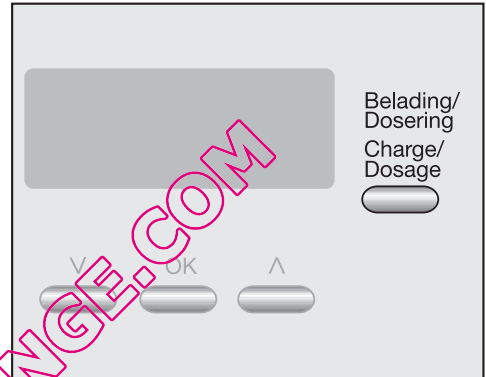 Belading/
Dosering
Charge/
Dosage
V OK Λ
NGE.COM